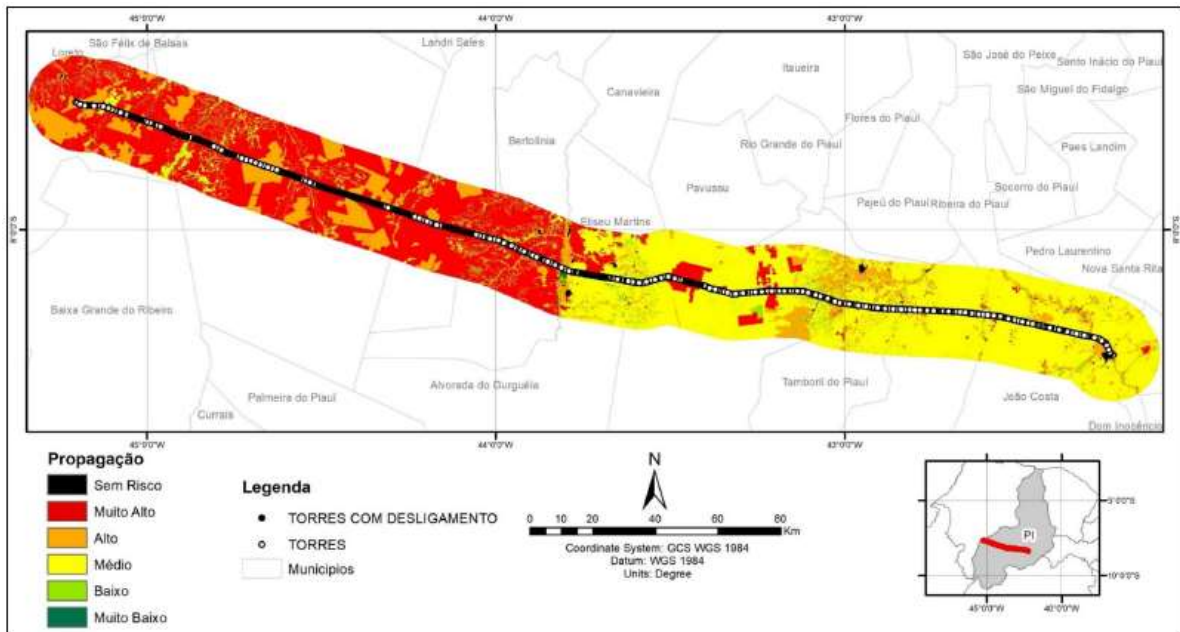 45°0'0"W 44°0'0"W 43°0'0"W
São Félix de Balsas
Landri Sales
São José do Peixe
Loreto
Santo Inácio do Piauí
Itaueira
Canavieira
São Miguel do Fidalgo
Flores do Piauí
Bertolínia
Rio Grande do Piauí
Paes Landim
Pavussu
Socorro do Piauí
Pajeú do Piauí
Ribeira do Piauí
Eliseu Martins
8°0'0"S 8°0'0"S
Pedro Laurentino
Nova Santa Rita
Baixa Grande do Ribeiro
Alvorada do Gurguéia
Tamboril do Piauí
Palmeira do Piauí
João Costa
Currais
Dom Inocêncio
45°0'0"W 44°0'0"W 43°0'0"W
Propagação
Sem Risco
Muito Alto
Alto
Médio
Baixo
Muito Baixo
Legenda
TORRES COM DESLIGAMENTO
TORRES
Municipios
N
0 5 10 20 40 60 80
Km
Coordinate System: GCS WGS 1984
Datum: WGS 1984
Units: Degree
PI
5°0'0"S
10°0'0"S
45°0'0"W 40°0'0"W